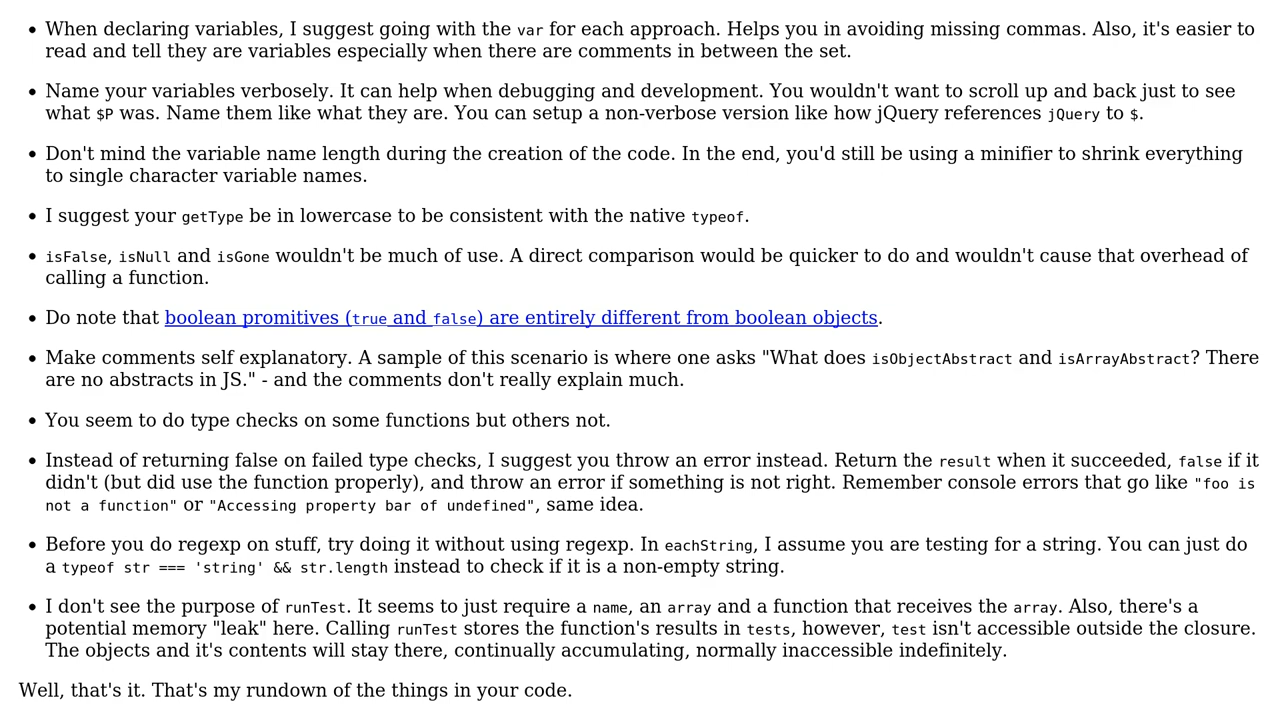 • When declaring variables, I suggest going with the var for each approach. Helps you in avoiding missing commas. Also, it's easier to
read and tell they are variables especially when there are comments in between the set.
• Name your variables verbosely. It can help when debugging and development. You wouldn't want to scroll up and back just to see
what $P was. Name them like what they are. You can setup a non-verbose version like how jQuery references jQuery to $.
• Don't mind the variable name length during the creation of the code. In the end, you'd still be using a minifier to shrink everything
to single character variable names.
• I suggest your getType be in lowercase to be consistent with the native typeof.
• isFalse, isNull and isGone wouldn't be much of use. A direct comparison would be quicker to do and wouldn't cause that overhead of
calling a function.
• Do note that boolean promitives (true and false) are entirely different from boolean objects.
• Make comments self explanatory. A sample of this scenario is where one asks "What does isObjectAbstract and isArrayAbstract? There
are no abstracts in JS." - and the comments don't really explain much.
• You seem to do type checks on some functions but others not.
• Instead of returning false on failed type checks, I suggest you throw an error instead. Return the result when it succeeded, false if it
didn't (but did use the function properly), and throw an error if something is not right. Remember console errors that go like "foo is
not a function" or "Accessing property bar of undefined", same idea.
• Before you do regexp on stuff, try doing it without using regexp. In eachString, I assume you are testing for a string. You can just do
a typeof str === 'string' && str.length instead to check if it is a non-empty string.
• I don't see the purpose of runTest. It seems to just require a name, an array and a function that receives the array. Also, there's a
potential memory "leak" here. Calling runTest stores the function's results in tests, however, test isn't accessible outside the closure.
The objects and it's contents will stay there, continually accumulating, normally inaccessible indefinitely.
Well, that's it. That's my rundown of the things in your code.